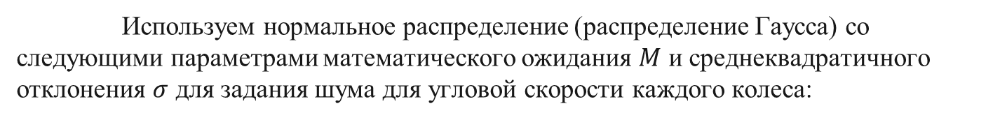 Используем нормальное распределение (распределение Гаусса) со
следующими параметрами математического ожидания M и среднеквадратичного
отклонения σ для задания шума для угловой скорости каждого колеса: